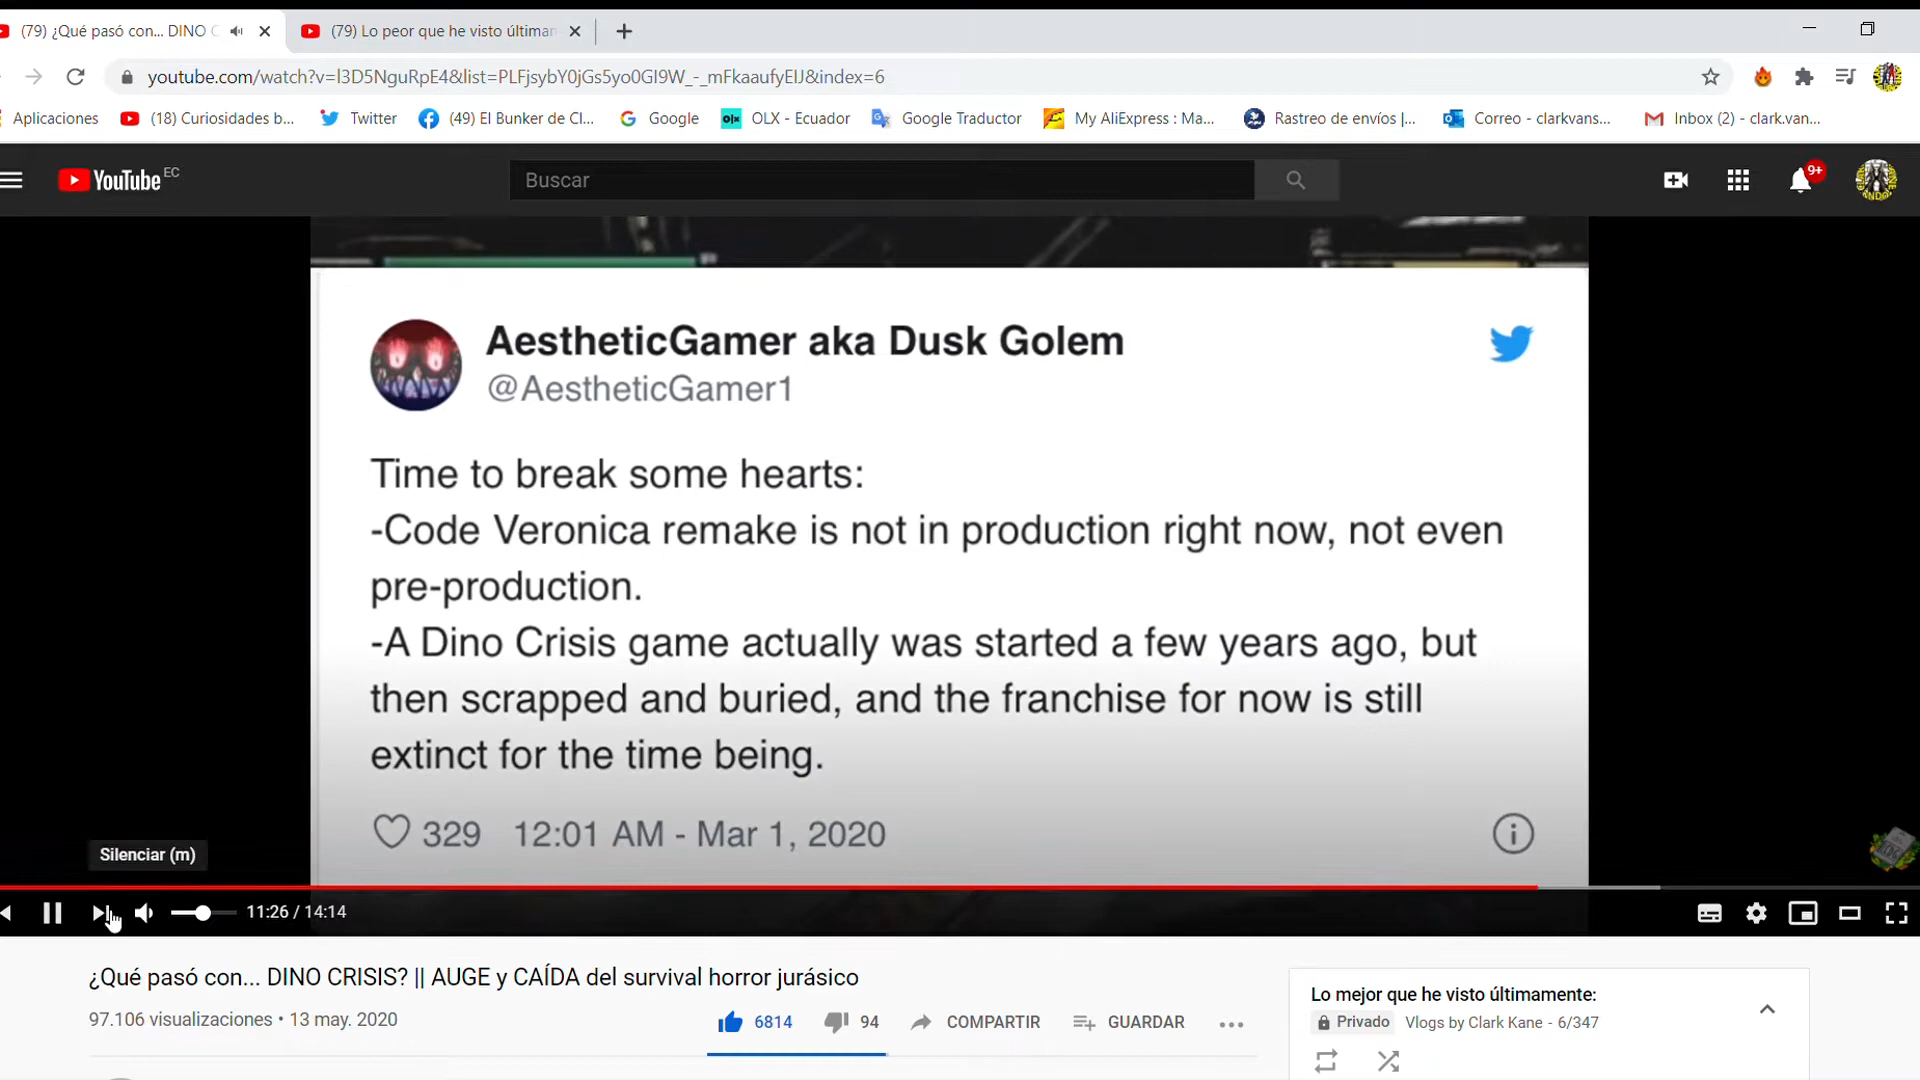 (79) ¿Qué pasó con... DINO C
(79) Lo peor que he visto últimar
youtube.com/watch?v=l3D5NguRpE4&list=PLFjsybY0jGs5yo0GI9W_-_mFkaaufyEIJ&index=6
Aplicaciones
(18) Curiosidades b...
Twitter
(49) El Bunker de Cl...
Google
OLX - Ecuador
Google Traductor
My AliExpress : Ma...
Rastreo de envíos |...
Correo - clarkvans...
Inbox (2) - clark.van...
YouTube EC
Buscar
9+
AestheticGamer aka Dusk Golem
@AestheticGamer1
Time to break some hearts:
-Code Veronica remake is not in production right now, not even
pre-production.
-A Dino Crisis game actually was started a few years ago, but
then scrapped and buried, and the franchise for now is still
extinct for the time being.
329 12:01 AM - Mar 1, 2020
Silenciar (m)
11:26 / 14:14
¿Qué pasó con... DINO CRISIS? || AUGE y CAÍDA del survival horror jurásico
97.106 visualizaciones • 13 may. 2020
6814
94
COMPARTIR
GUARDAR
Lo mejor que he visto últimamente:
Privado
Vlogs by Clark Kane - 6/347